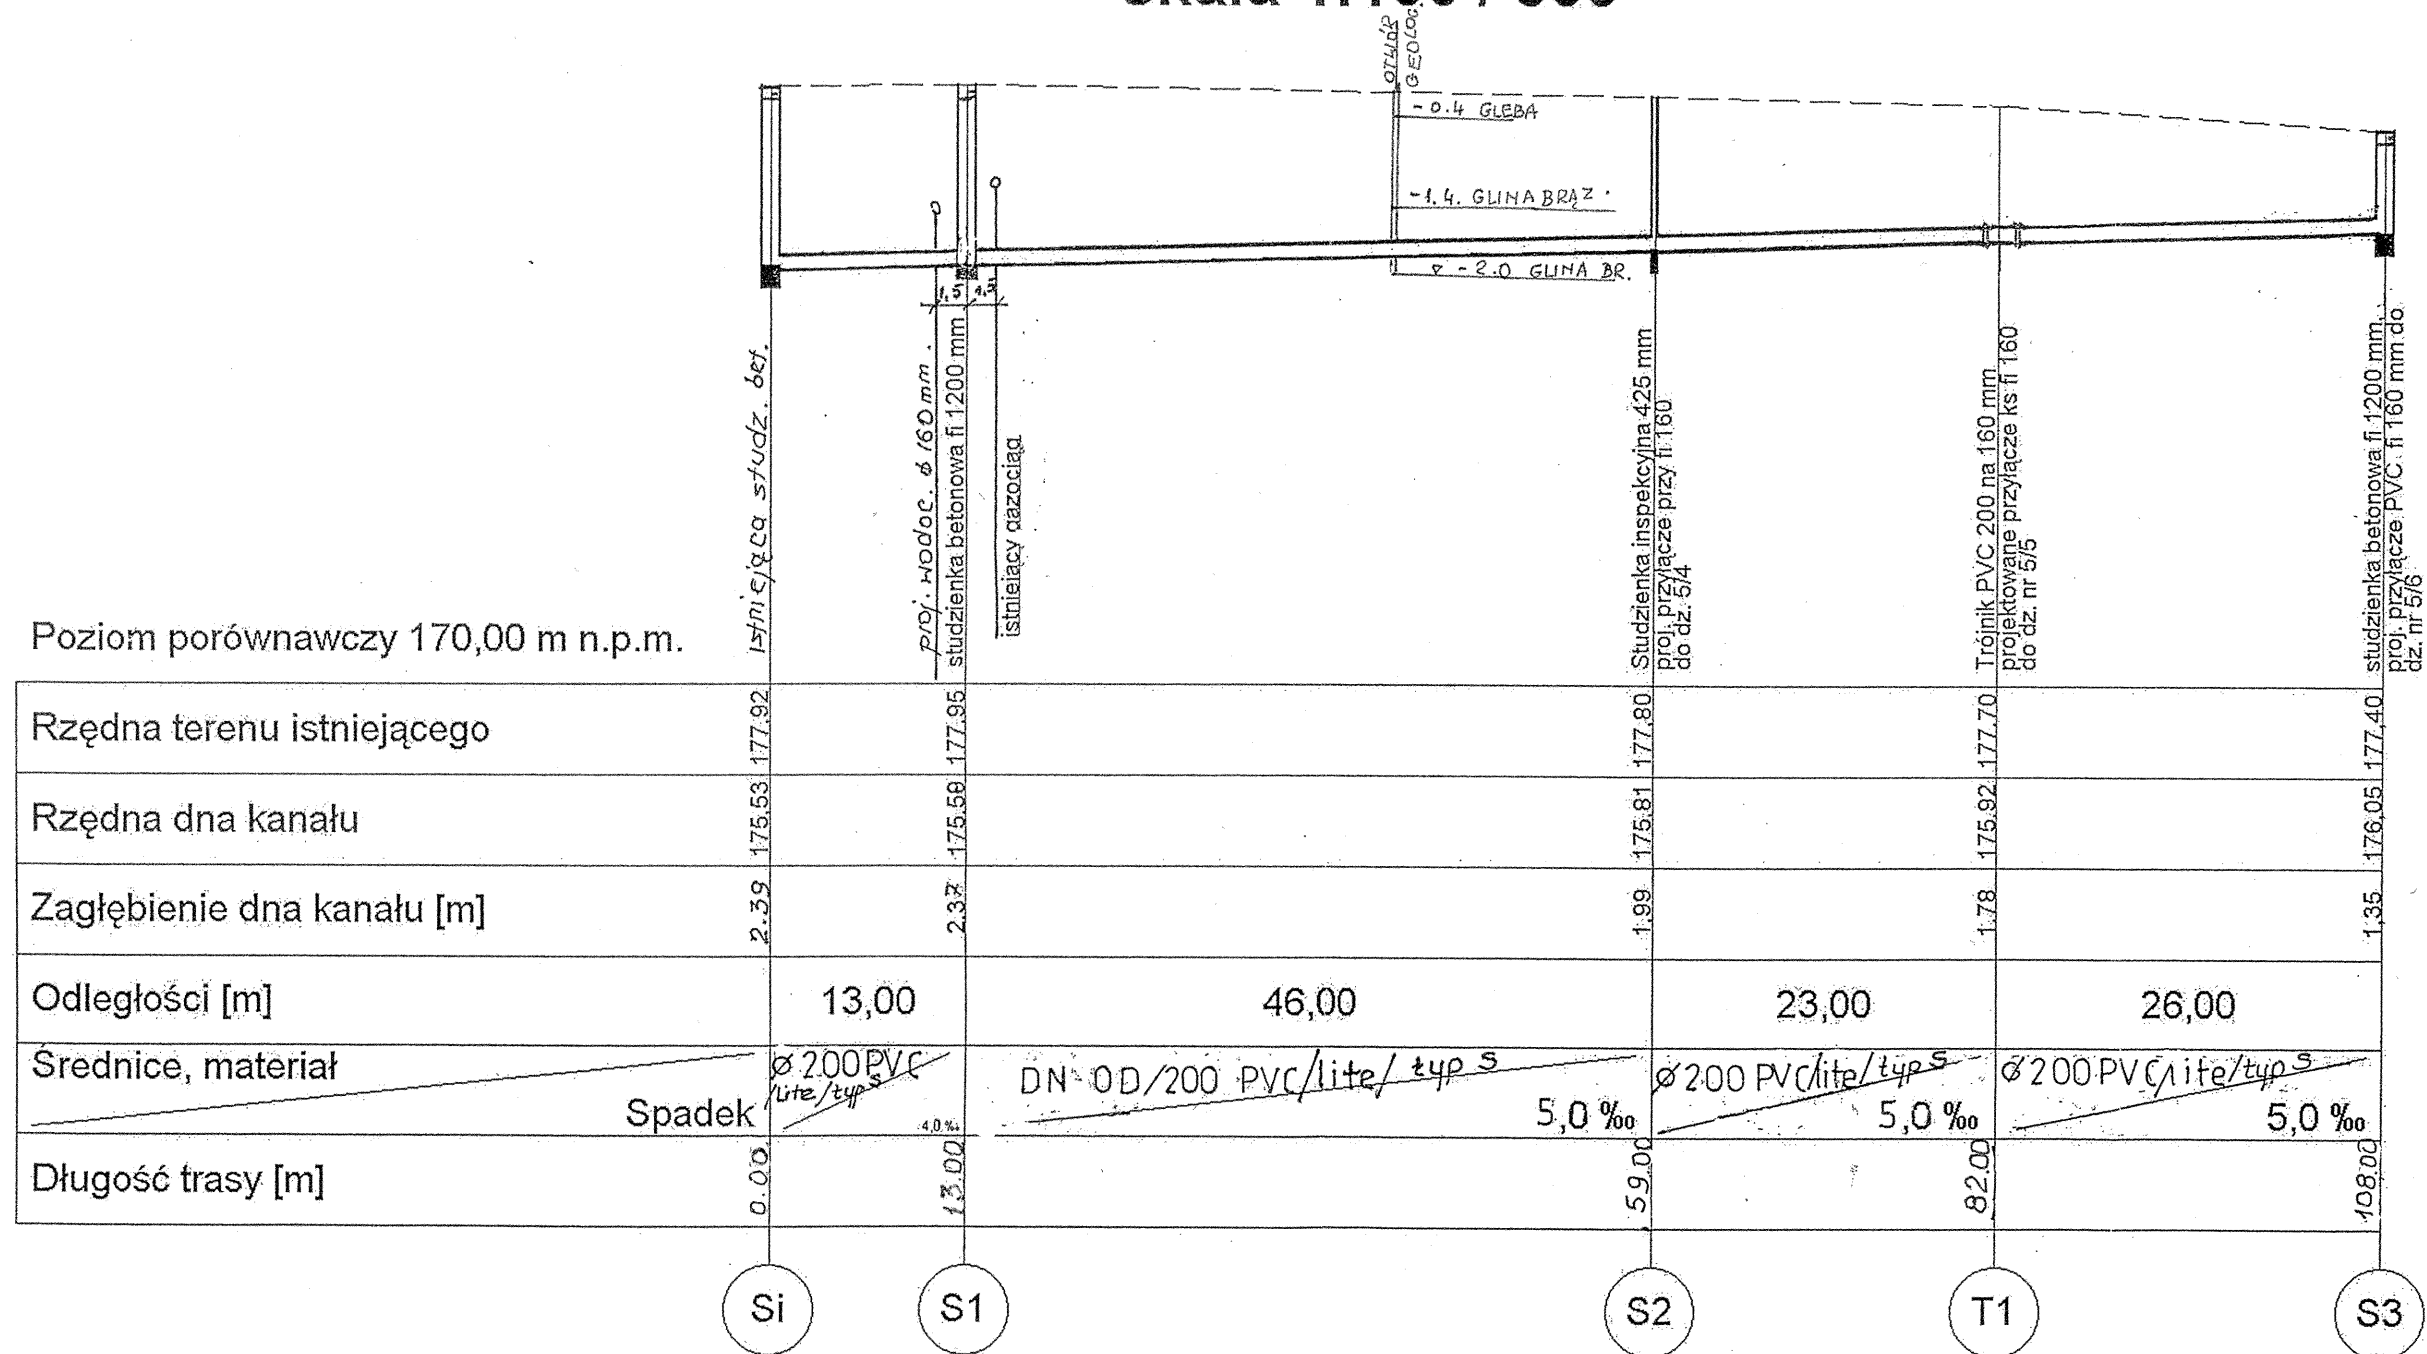 OTWÓR
-0.4 GLEBA
-1.4. GLINA BRĄZ.
-2.0 GLINA BR.
1,5 1,5
istniejąca studz. bet.
proj. wodoc. ø 160 mm.
studzienka betonowa fi 1200 mm
istniejący gazociąg
Studzienka inspekcyjna 425 mm
proj. przyłącze przy fi 160
do dz. 5/4
Trójnik PVC 200 na 160 mm
projektowane przyłącze ks fi 160
do dz. nr 5/5
studzienka betonowa fi 1200 mm,
proj. przyłącze PVC fi 160 mm do
dz. nr 5/6
Poziom porównawczy 170,00 m n.p.m.
Rzędna terenu istniejącego 177.92 177.95 177.80 177.70 177.40
Rzędna dna kanału 175.53 175.58 175.81 175.92 176.05
Zagłębienie dna kanału [m] 2.39 2.37 1.99 1.78 1.35
Odległości [m] 13,00 46,00 23,00 26,00
Średnice, materiał ø 200 PVC /lite/typ S DN-OD/200 PVC/lite/ typ S ø 200 PVC/lite/typ S ø 200 PVC/lite/typ S
Spadek 4,0 ‰ 5,0 ‰ 5,0 ‰ 5,0 ‰
Długość trasy [m] 0.00 13.00 59.00 82.00 108.00
Si S1 S2 T1 S3